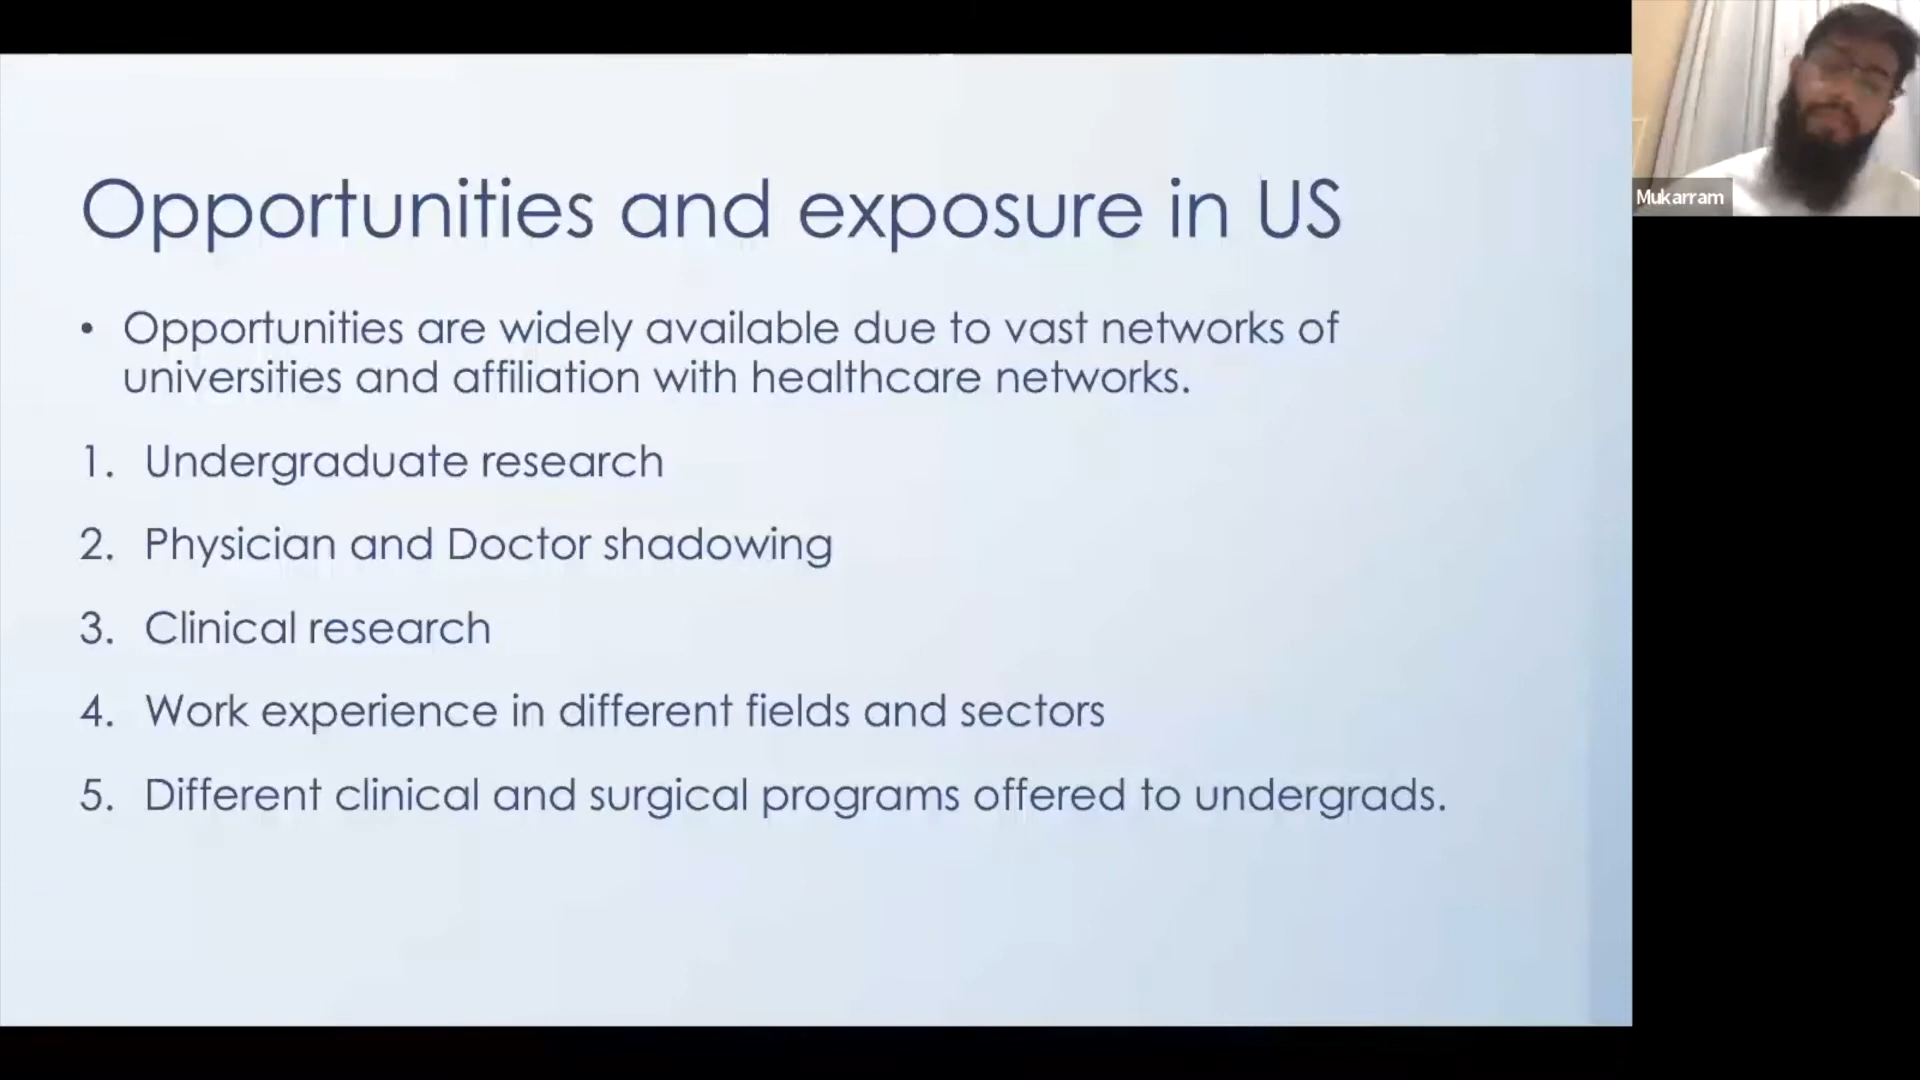 Opportunities and exposure in US
• Opportunities are widely available due to vast networks of
universities and affiliation with healthcare networks.
1. Undergraduate research
2. Physician and Doctor shadowing
3. Clinical research
4. Work experience in different fields and sectors
5. Different clinical and surgical programs offered to undergrads.
Mukarram